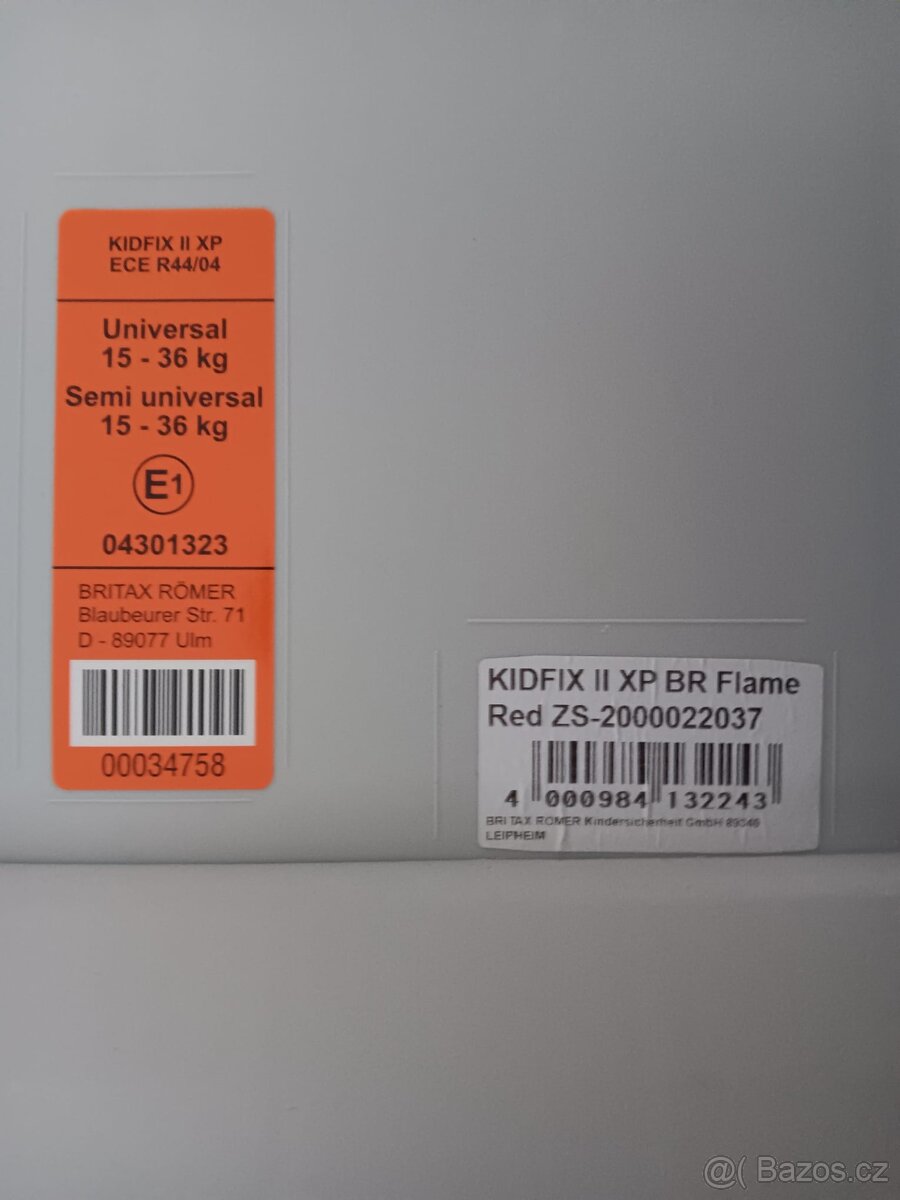 KIDFIX II XP
ECE R44/04
Universal
15 - 36 kg
Semi universal
15 - 36 kg
E1
04301323
BRITAX RÖMER
Blaubeurer Str. 71
D - 89077 Ulm
00034758
KIDFIX II XP BR Flame
Red ZS-2000022037
4 000984 132243
BRITAX RÖMER Kindersicherheit GmbH 89340
LEIPHEIM
@( Bazos.cz